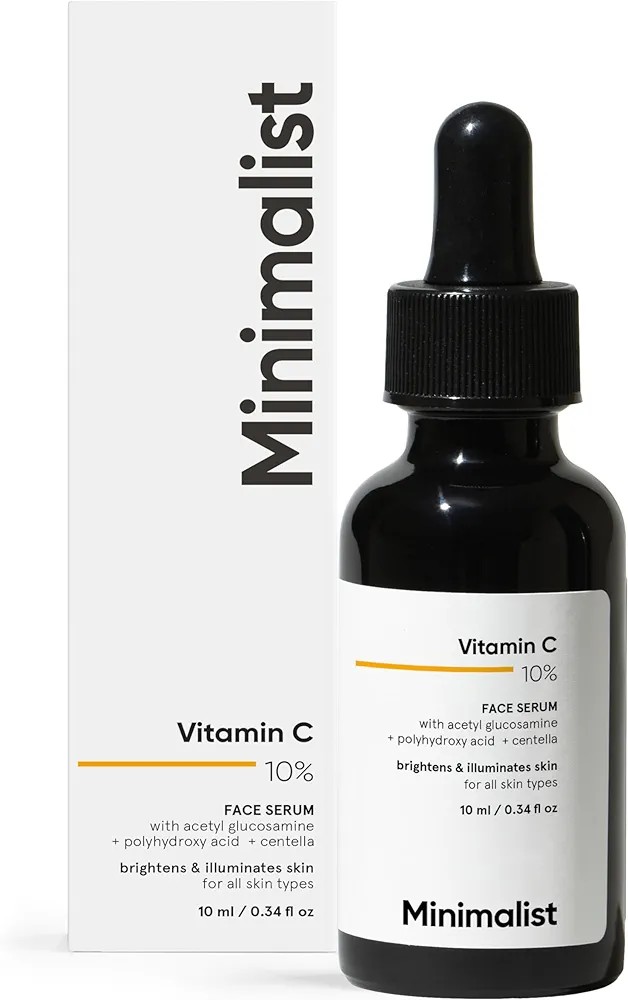 Minimalist
Vitamin C
10%
FACE SERUM
with acetyl glucosamine
+ polyhydroxy acid + centella
brightens & illuminates skin
for all skin types
10 ml / 0.34 fl oz
Vitamin C
10%
FACE SERUM
with acetyl glucosamine
+ polyhydroxy acid + centella
brightens & illuminates skin
for all skin types
10 ml / 0.34 fl oz
Minimalist